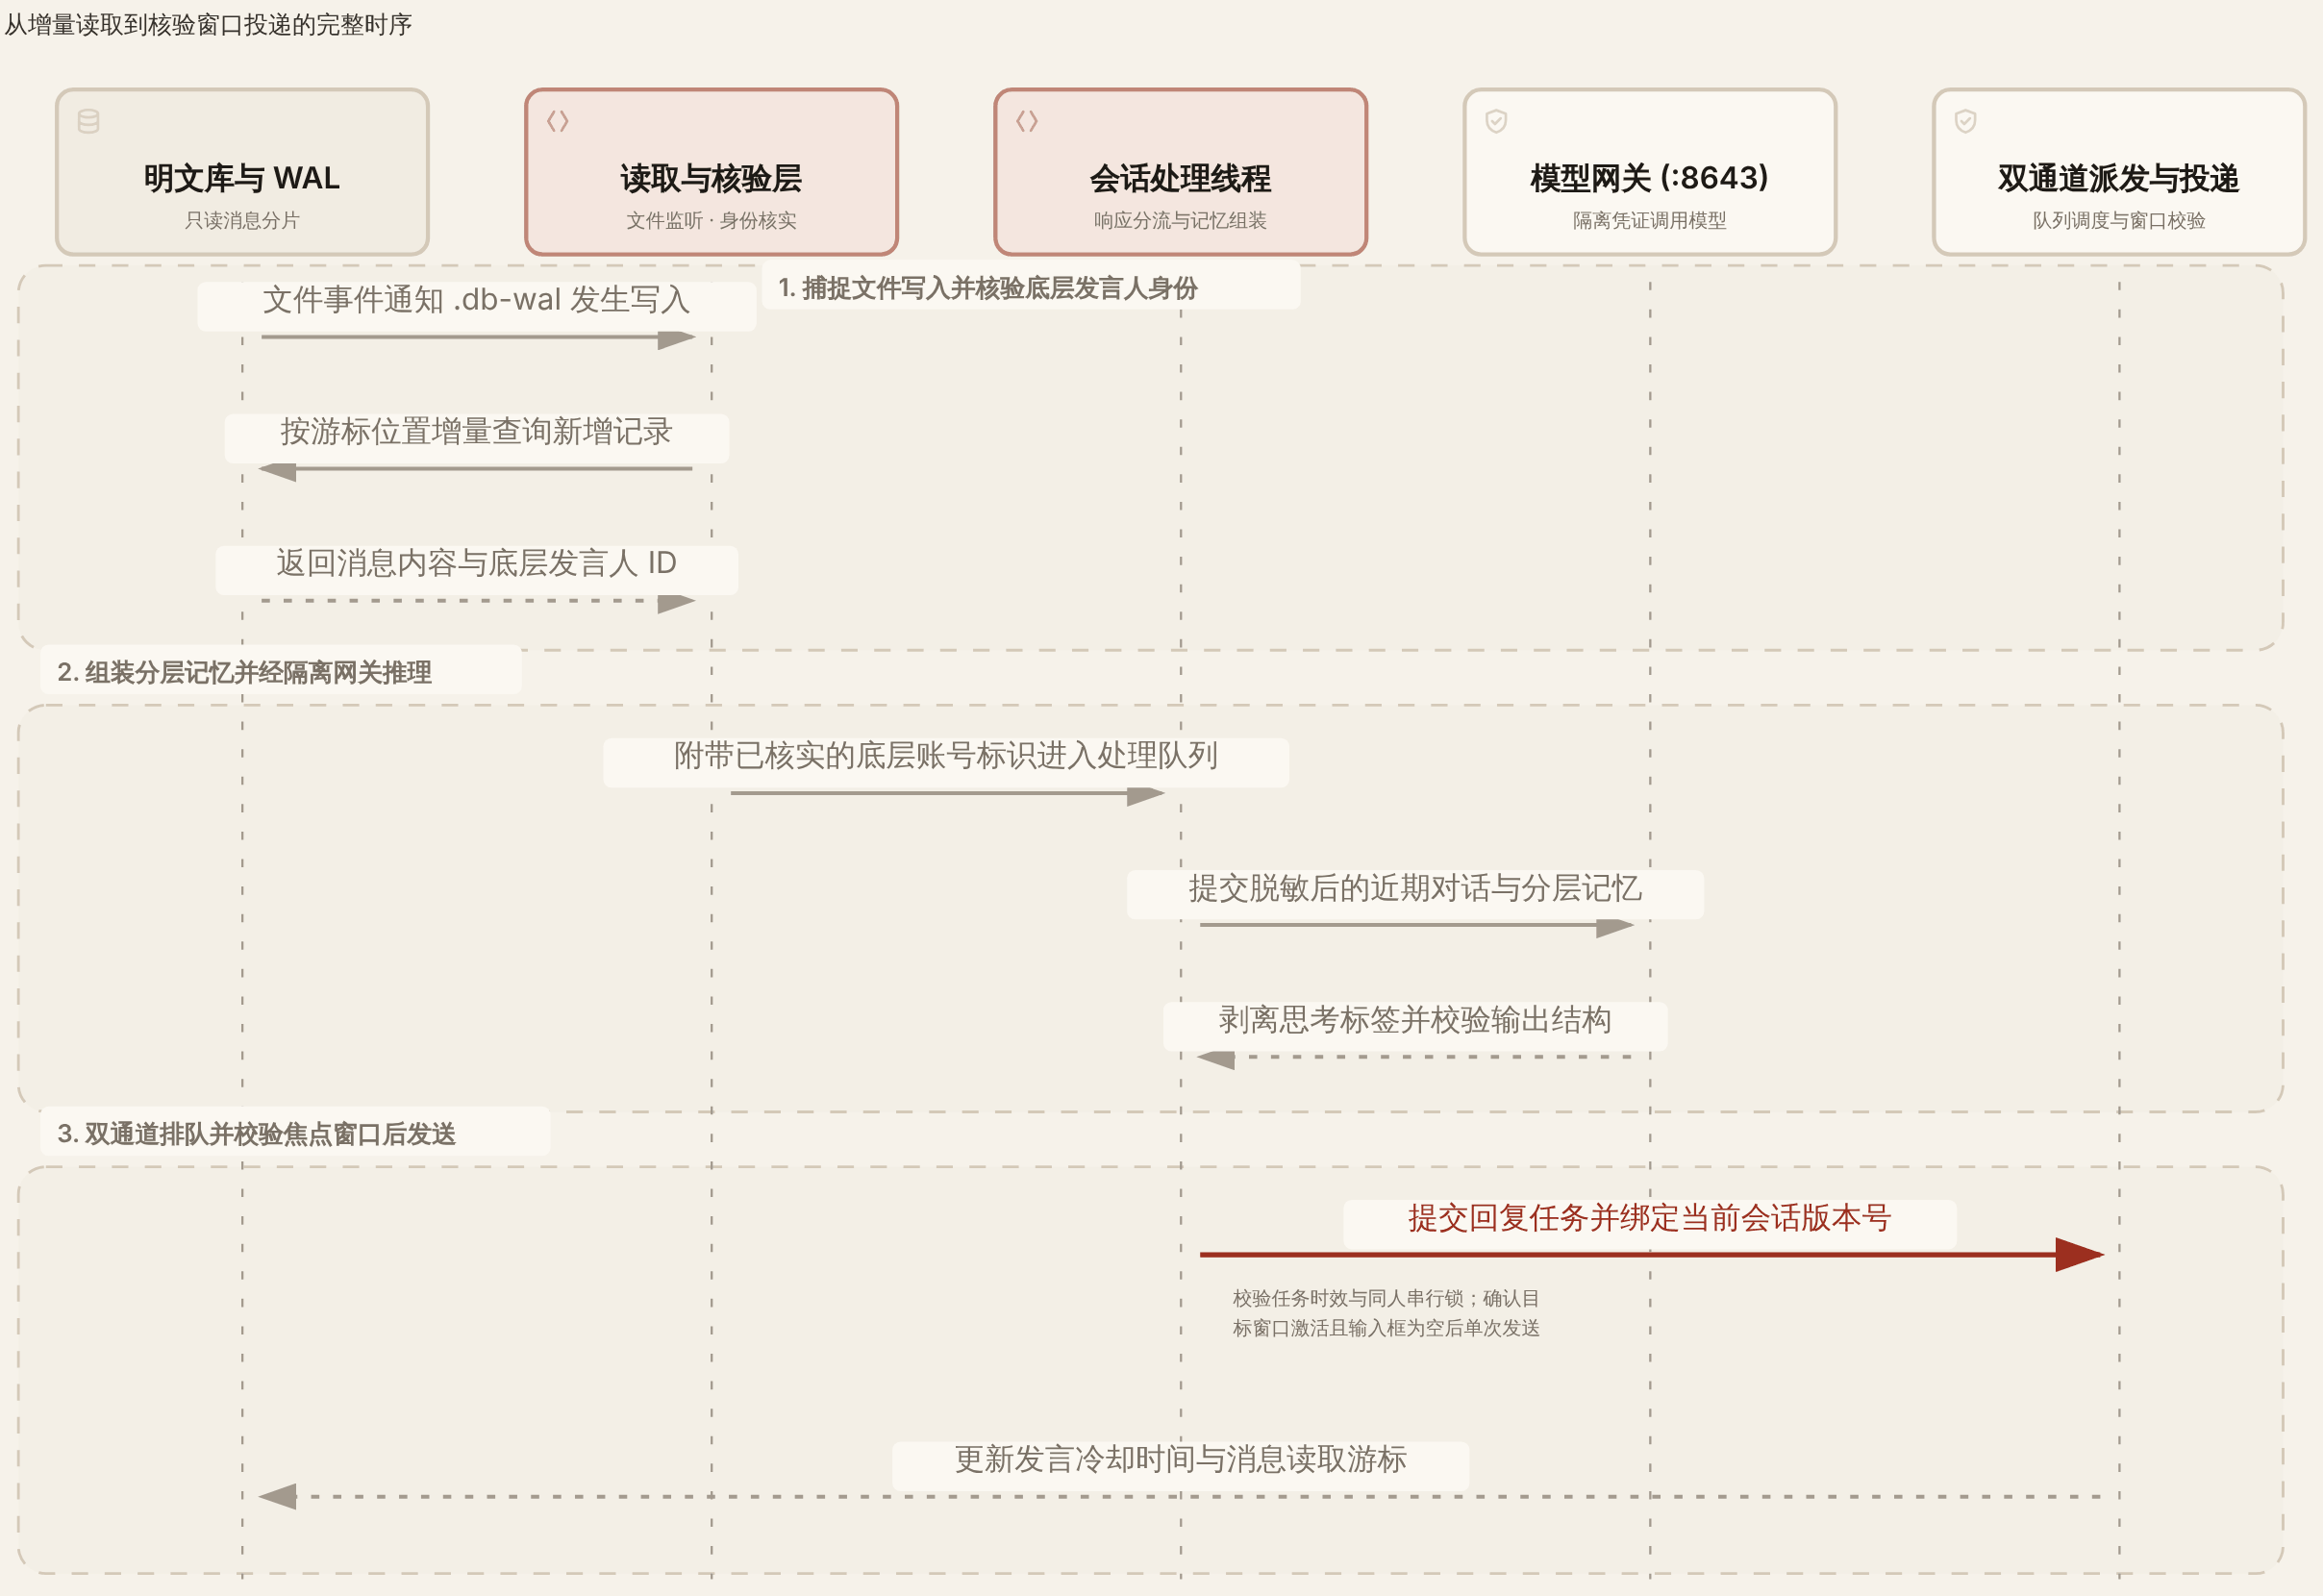 从增量读取到核验窗口投递的完整时序
明文库与 WAL
只读消息分片
读取与核验层
文件监听 · 身份核实
会话处理线程
响应分流与记忆组装
模型网关 (:8643)
隔离凭证调用模型
双通道派发与投递
队列调度与窗口校验
1. 捕捉文件写入并核验底层发言人身份
文件事件通知 .db-wal 发生写入
按游标位置增量查询新增记录
返回消息内容与底层发言人 ID
2. 组装分层记忆并经隔离网关推理
附带已核实的底层账号标识进入处理队列
提交脱敏后的近期对话与分层记忆
剥离思考标签并校验输出结构
3. 双通道排队并校验焦点窗口后发送
提交回复任务并绑定当前会话版本号
校验任务时效与同人串行锁；确认目
标窗口激活且输入框为空后单次发送
更新发言冷却时间与消息读取游标